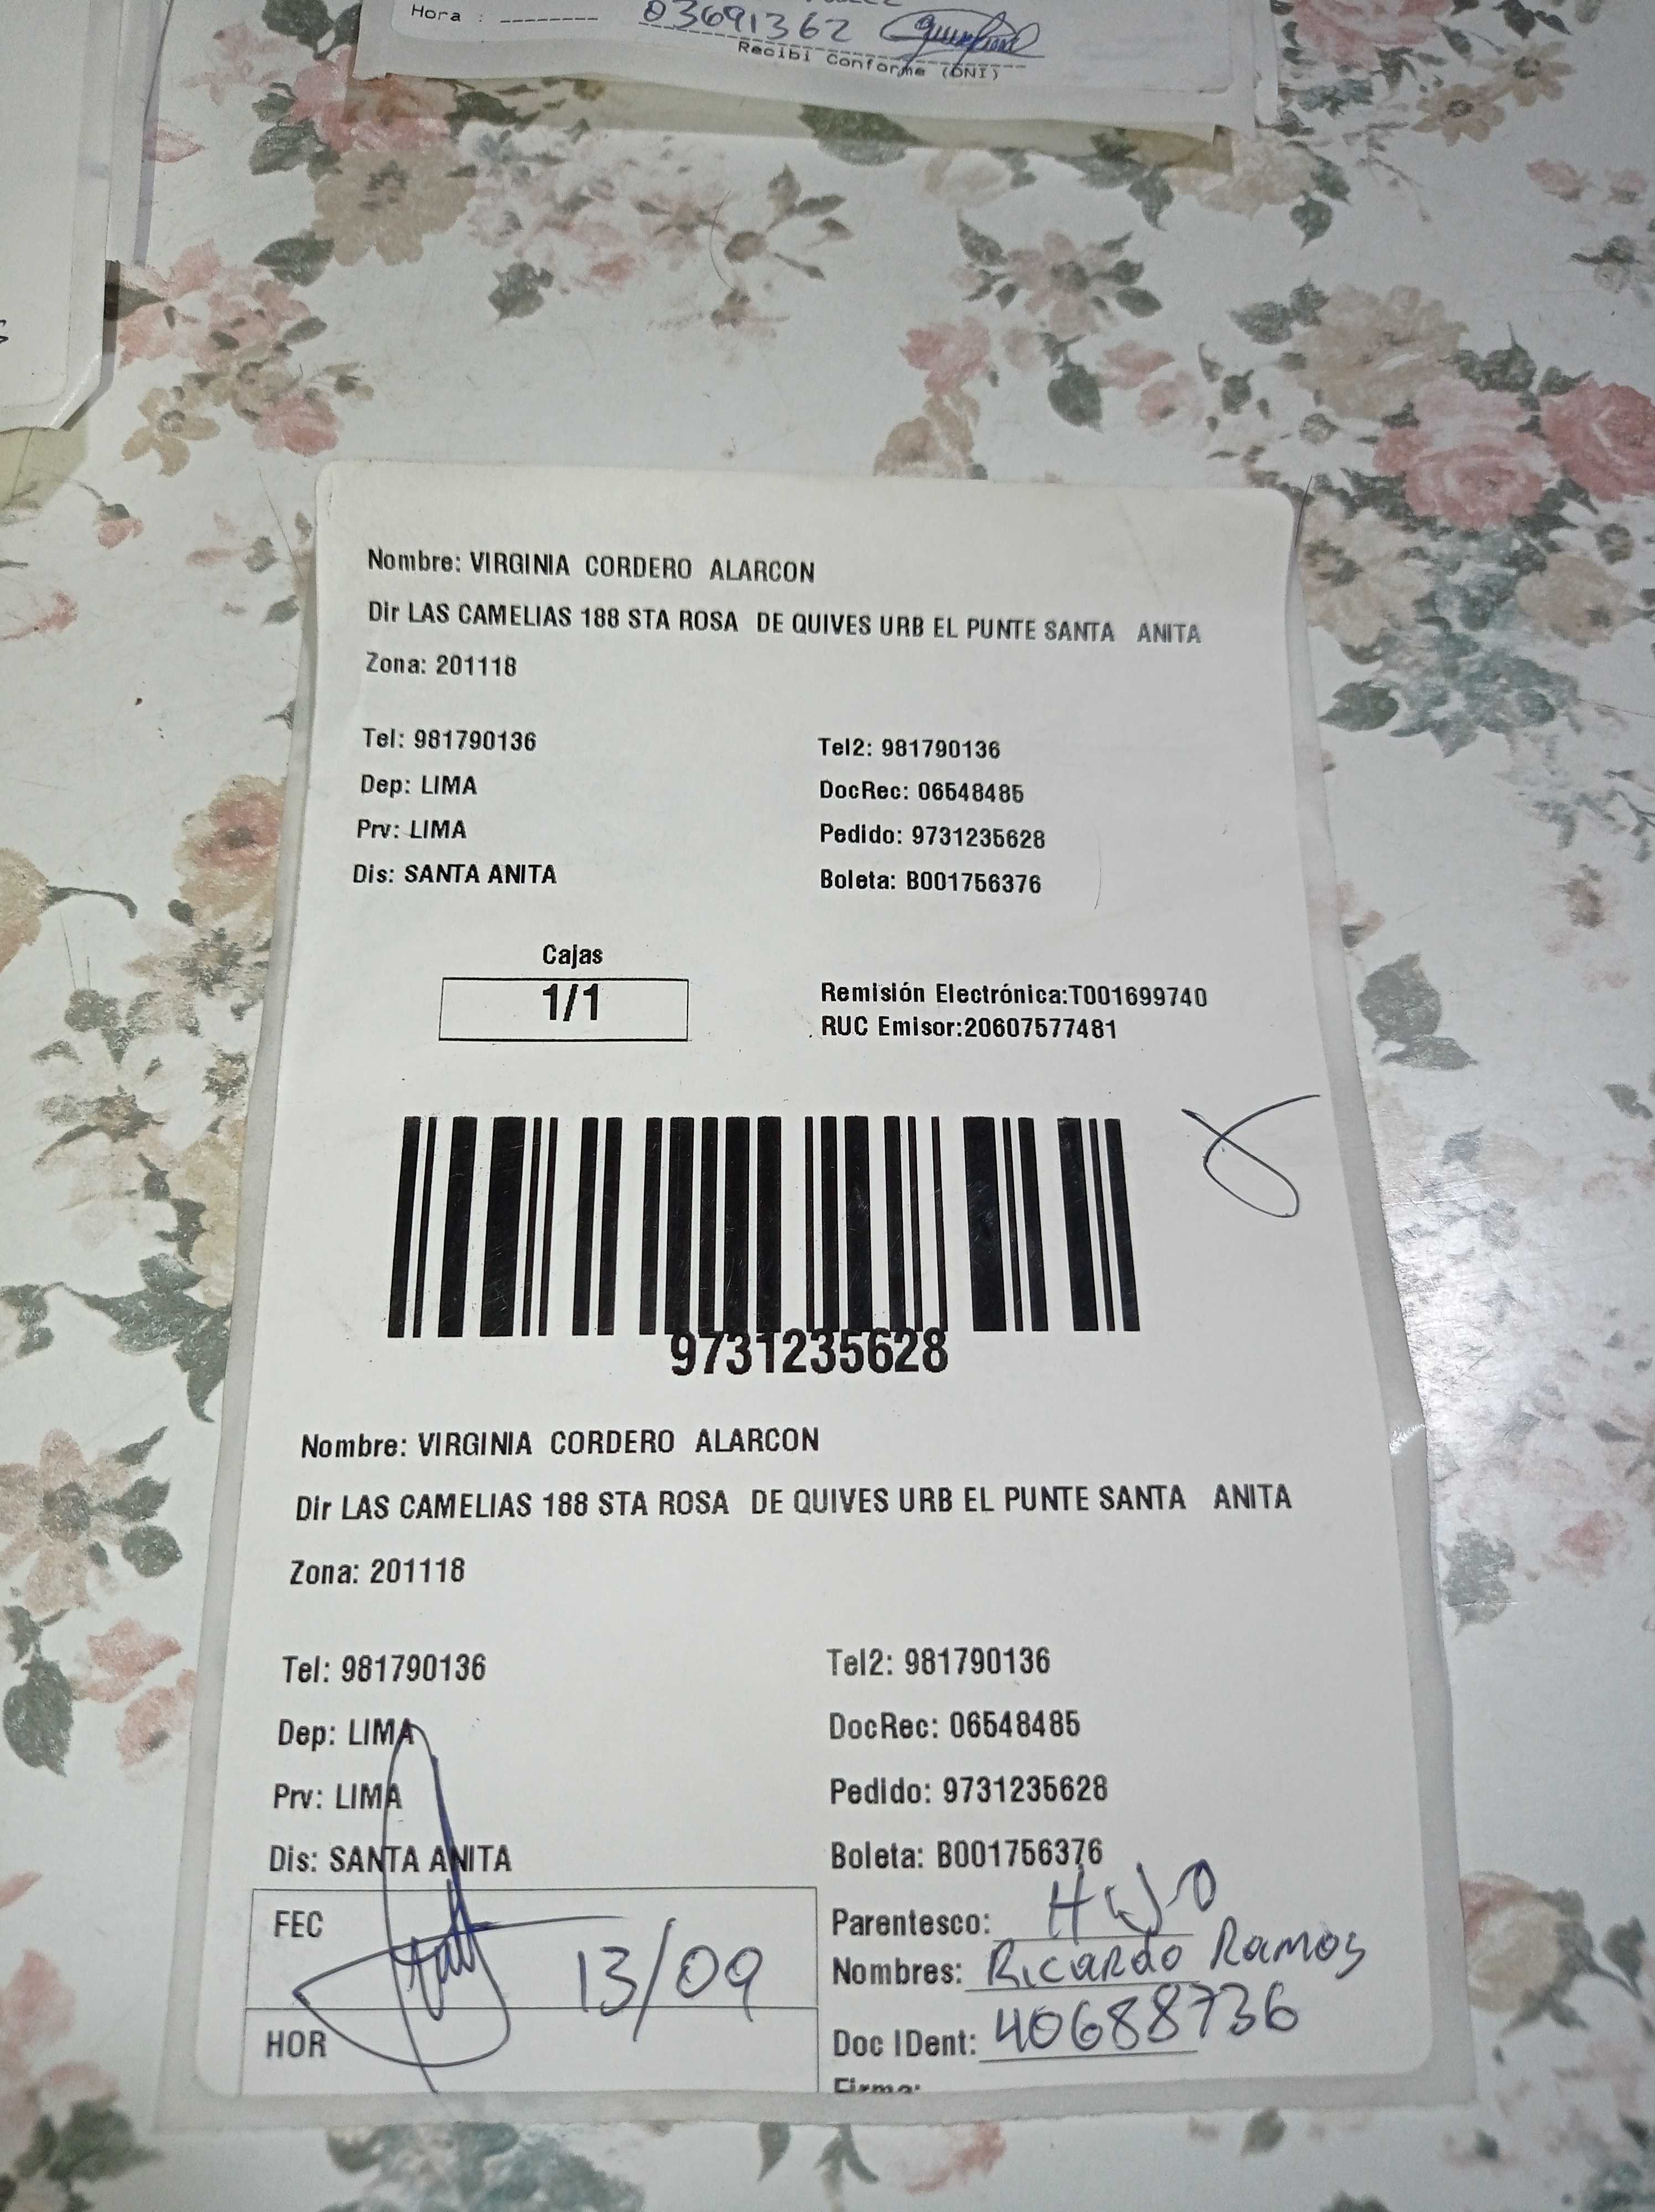 Hora :
03691362
Recibi Conforme (DNI)
Nombre: VIRGINIA CORDERO ALARCON
Dir LAS CAMELIAS 188 STA ROSA DE QUIVES URB EL PUNTE SANTA ANITA
Zona: 201118
Tel: 981790136
Tel2: 981790136
Dep: LIMA
DocRec: 06548485
Prv: LIMA
Pedido: 9731235628
Dis: SANTA ANITA
Boleta: B001756376
Cajas
1/1
Remisión Electrónica:T001699740
RUC Emisor:20607577481
9731235628
Nombre: VIRGINIA CORDERO ALARCON
Dir LAS CAMELIAS 188 STA ROSA DE QUIVES URB EL PUNTE SANTA ANITA
Zona: 201118
Tel: 981790136
Tel2: 981790136
Dep: LIMA
DocRec: 06548485
Prv: LIMA
Pedido: 9731235628
Dis: SANTA ANITA
Boleta: B001756376
FEC
13/09
HOR
Parentesco: HIJO
Nombres: Ricardo Ramos
Doc IDent: 40688736
Firma: